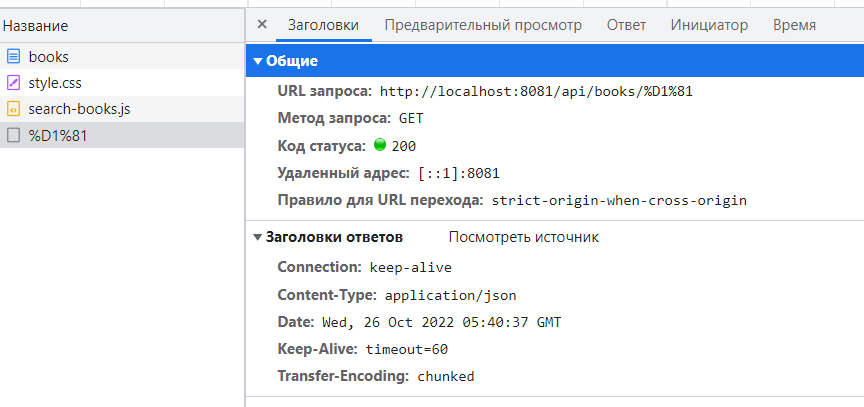 Название
books
style.css
search-books.js
%D1%81
× Заголовки Предварительный просмотр Ответ Инициатор Время
Общие
URL запроса: http://localhost:8081/api/books/%D1%81
Метод запроса: GET
Код статуса: 200
Удаленный адрес: [::1]:8081
Правило для URL перехода: strict-origin-when-cross-origin
Заголовки ответов Посмотреть источник
Connection: keep-alive
Content-Type: application/json
Date: Wed, 26 Oct 2022 05:40:37 GMT
Keep-Alive: timeout=60
Transfer-Encoding: chunked